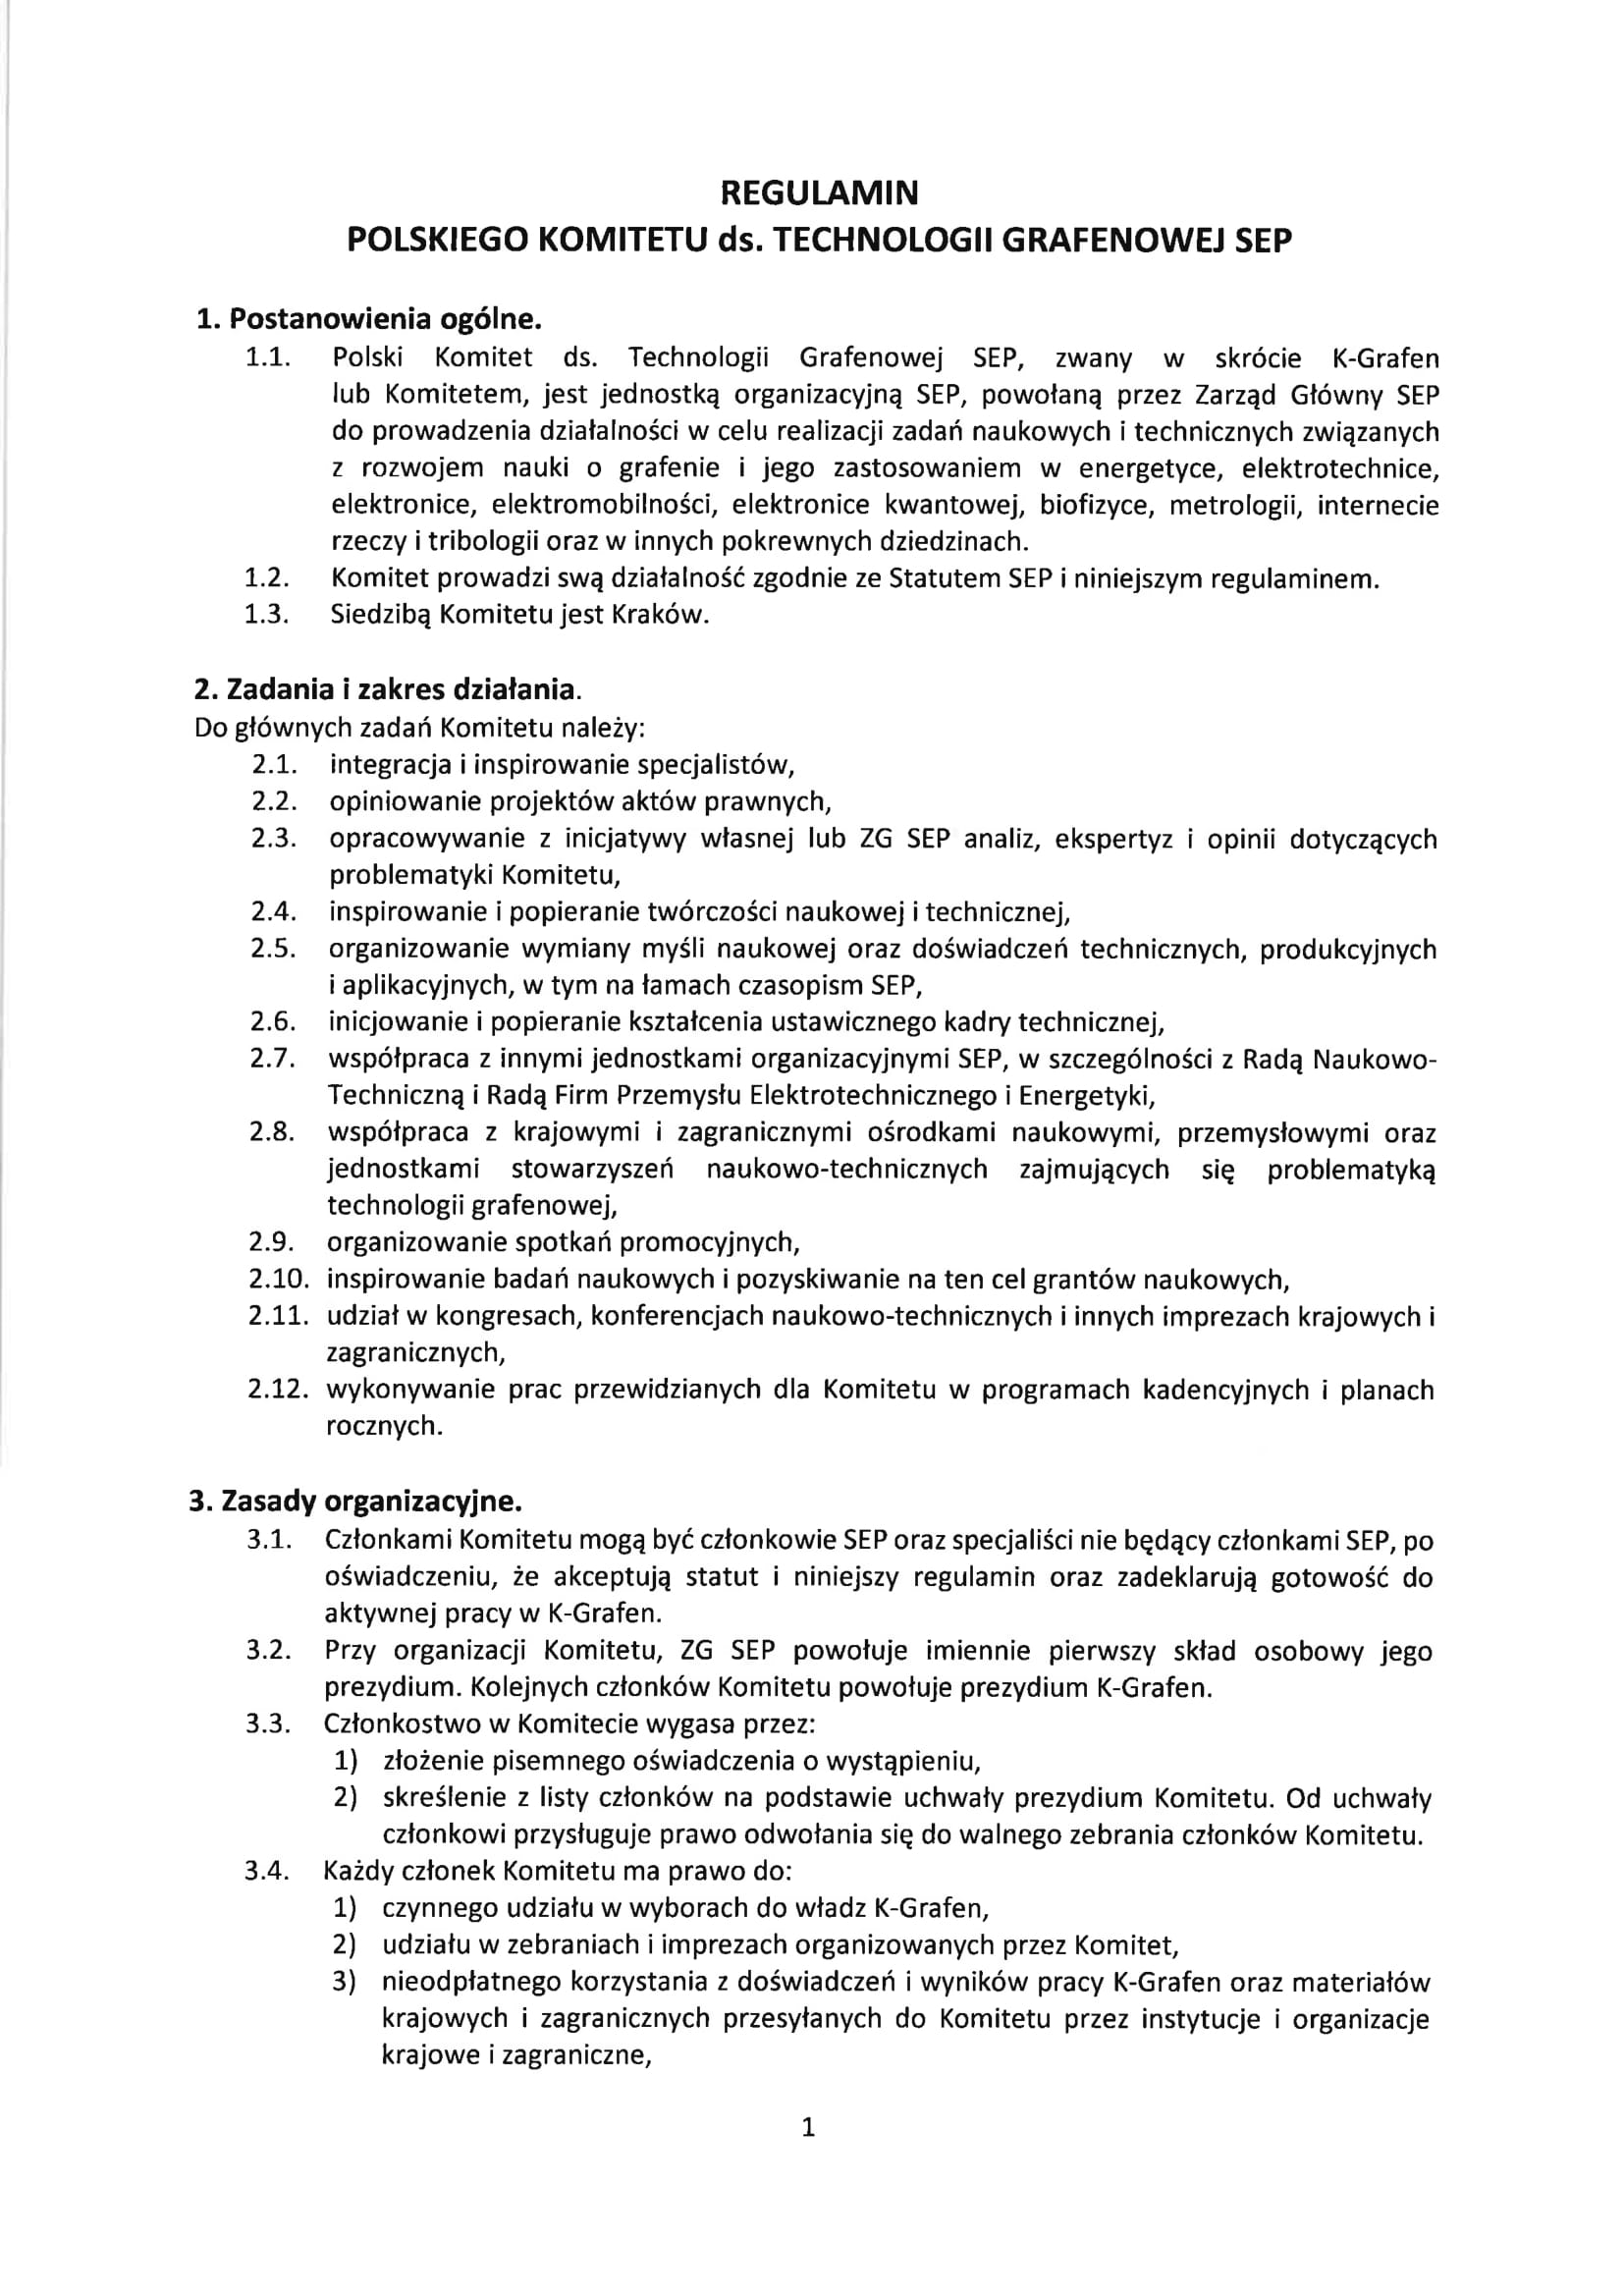 REGULAMIN
POLSKIEGO KOMITETU ds. TECHNOLOGII GRAFENOWEJ SEP
1. Postanowienia ogólne.
1.1. Polski Komitet ds. Technologii Grafenowej SEP, zwany w skrócie K-Grafen
lub Komitetem, jest jednostką organizacyjną SEP, powołaną przez Zarząd Główny SEP
do prowadzenia działalności w celu realizacji zadań naukowych i technicznych związanych
z rozwojem nauki o grafenie i jego zastosowaniem w energetyce, elektrotechnice,
elektronice, elektromobilności, elektronice kwantowej, biofizyce, metrologii, internecie
rzeczy i tribologii oraz w innych pokrewnych dziedzinach.
1.2. Komitet prowadzi swą działalność zgodnie ze Statutem SEP i niniejszym regulaminem.
1.3. Siedzibą Komitetu jest Kraków.
2. Zadania i zakres działania.
Do głównych zadań Komitetu należy:
2.1. integracja i inspirowanie specjalistów,
2.2. opiniowanie projektów aktów prawnych,
2.3. opracowywanie z inicjatywy własnej lub ZG SEP analiz, ekspertyz i opinii dotyczących
problematyki Komitetu,
2.4. inspirowanie i popieranie twórczości naukowej i technicznej,
2.5. organizowanie wymiany myśli naukowej oraz doświadczeń technicznych, produkcyjnych
i aplikacyjnych, w tym na łamach czasopism SEP,
2.6. inicjowanie i popieranie kształcenia ustawicznego kadry technicznej,
2.7. współpraca z innymi jednostkami organizacyjnymi SEP, w szczególności z Radą Naukowo-
Techniczną i Radą Firm Przemysłu Elektrotechnicznego i Energetyki,
2.8. współpraca z krajowymi i zagranicznymi ośrodkami naukowymi, przemysłowymi oraz
jednostkami stowarzyszeń naukowo-technicznych zajmujących się problematyką
technologii grafenowej,
2.9. organizowanie spotkań promocyjnych,
2.10. inspirowanie badań naukowych i pozyskiwanie na ten cel grantów naukowych,
2.11. udział w kongresach, konferencjach naukowo-technicznych i innych imprezach krajowych i
zagranicznych,
2.12. wykonywanie prac przewidzianych dla Komitetu w programach kadencyjnych i planach
rocznych.
3. Zasady organizacyjne.
3.1. Członkami Komitetu mogą być członkowie SEP oraz specjaliści nie będący członkami SEP, po
oświadczeniu, że akceptują statut i niniejszy regulamin oraz zadeklarują gotowość do
aktywnej pracy w K-Grafen.
3.2. Przy organizacji Komitetu, ZG SEP powołuje imiennie pierwszy skład osobowy jego
prezydium. Kolejnych członków Komitetu powołuje prezydium K-Grafen.
3.3. Członkostwo w Komitecie wygasa przez:
1) złożenie pisemnego oświadczenia o wystąpieniu,
2) skreślenie z listy członków na podstawie uchwały prezydium Komitetu. Od uchwały
członkowi przysługuje prawo odwołania się do walnego zebrania członków Komitetu.
3.4. Każdy członek Komitetu ma prawo do:
1) czynnego udziału w wyborach do władz K-Grafen,
2) udziału w zebraniach i imprezach organizowanych przez Komitet,
3) nieodpłatnego korzystania z doświadczeń i wyników pracy K-Grafen oraz materiałów
krajowych i zagranicznych przesyłanych do Komitetu przez instytucje i organizacje
krajowe i zagraniczne,
1